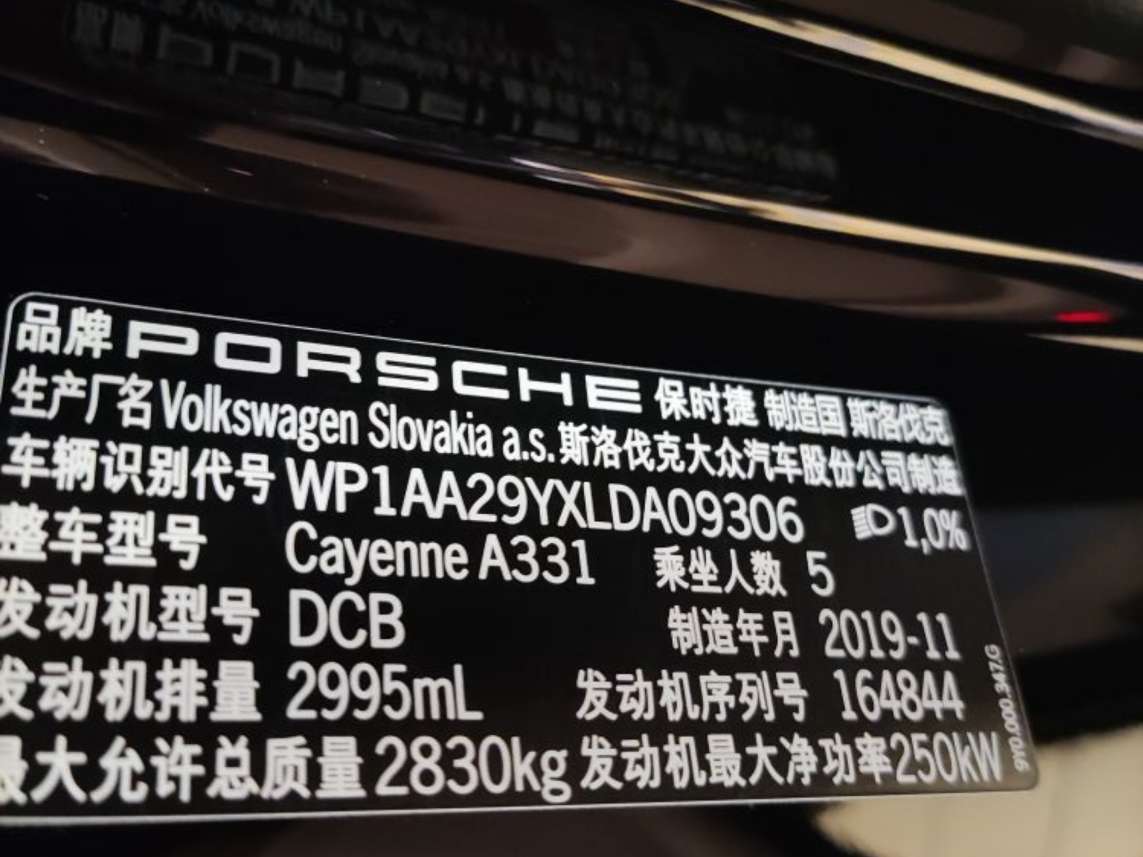 品牌 PORSCHE 保时捷 制造国 斯洛伐克
生产厂名 Volkswagen Slovakia a.s. 斯洛伐克大众汽车股份公司制造
车辆识别代号 WP1AA29YXLDA09306 1,0%
整车型号 Cayenne A331 乘坐人数 5
发动机型号 DCB 制造年月 2019-11
发动机排量 2995mL 发动机序列号 164844
最大允许总质量 2830kg 发动机最大净功率 250kW
9Y0.000.347.G